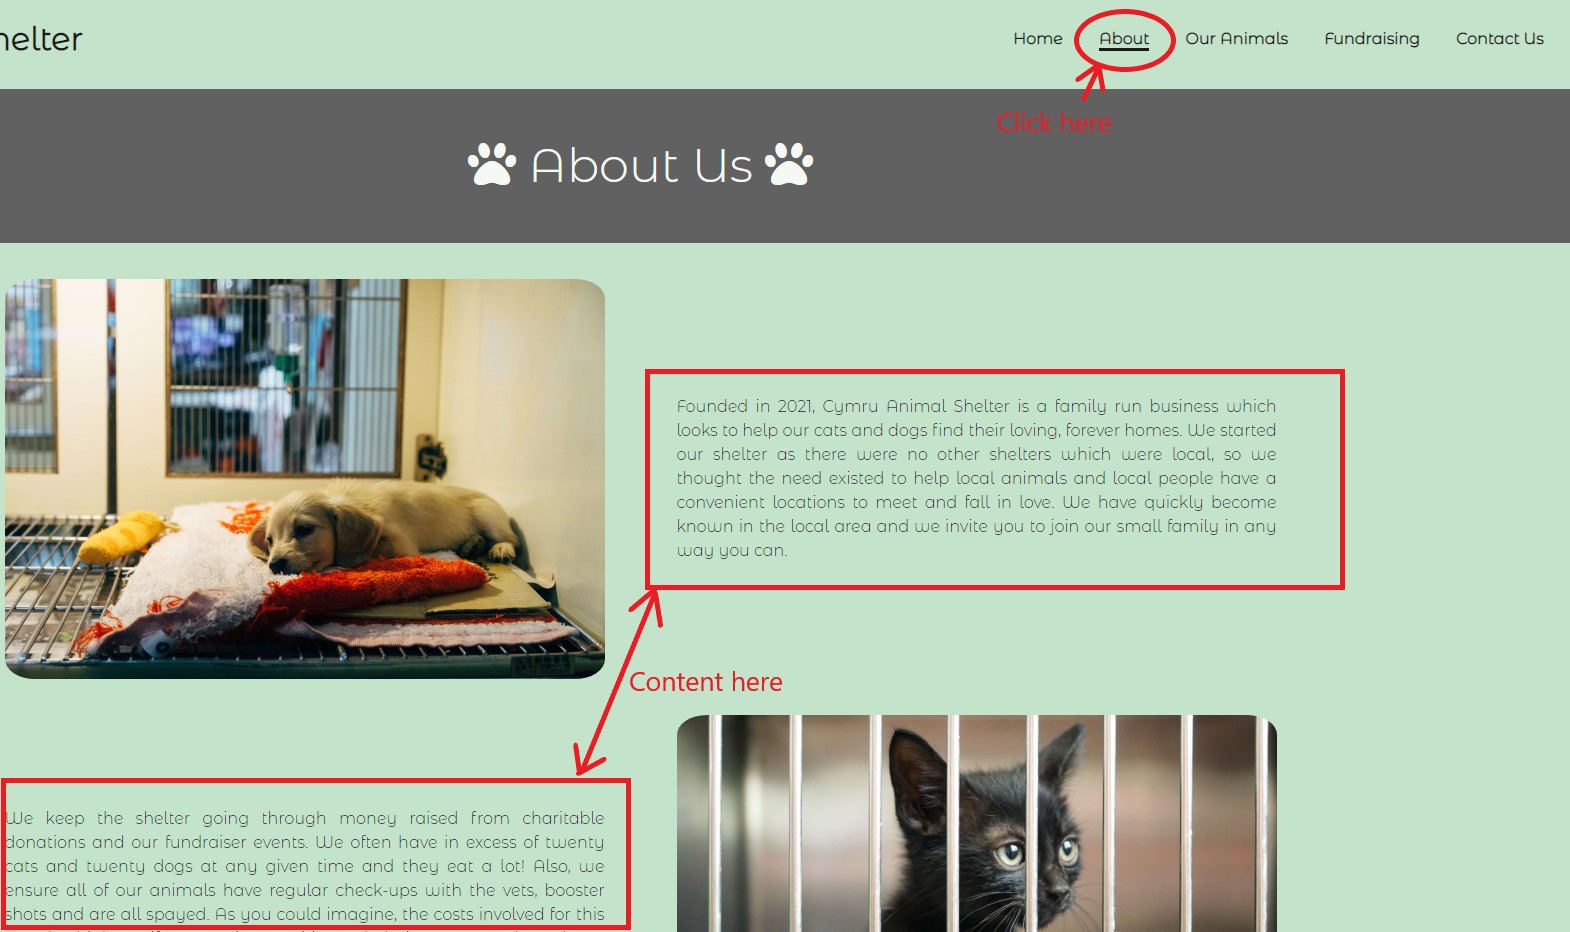 helter
Home About Our Animals Fundraising Contact Us
Click here
About Us
Founded in 2021, Cymru Animal Shelter is a family run business which
looks to help our cats and dogs find their loving, forever homes. We started
our shelter as there were no other shelters which were local, so we
thought the need existed to help local animals and local people have a
convenient locations to meet and fall in love. We have quickly become
known in the local area and we invite you to join our small family in any
way you can.
Content here
We keep the shelter going through money raised from charitable
donations and our fundraiser events. We often have in excess of twenty
cats and twenty dogs at any given time and they eat a lot! Also, we
ensure all of our animals have regular check-ups with the vets, booster
shots and are all spayed. As you could imagine, the costs involved for this